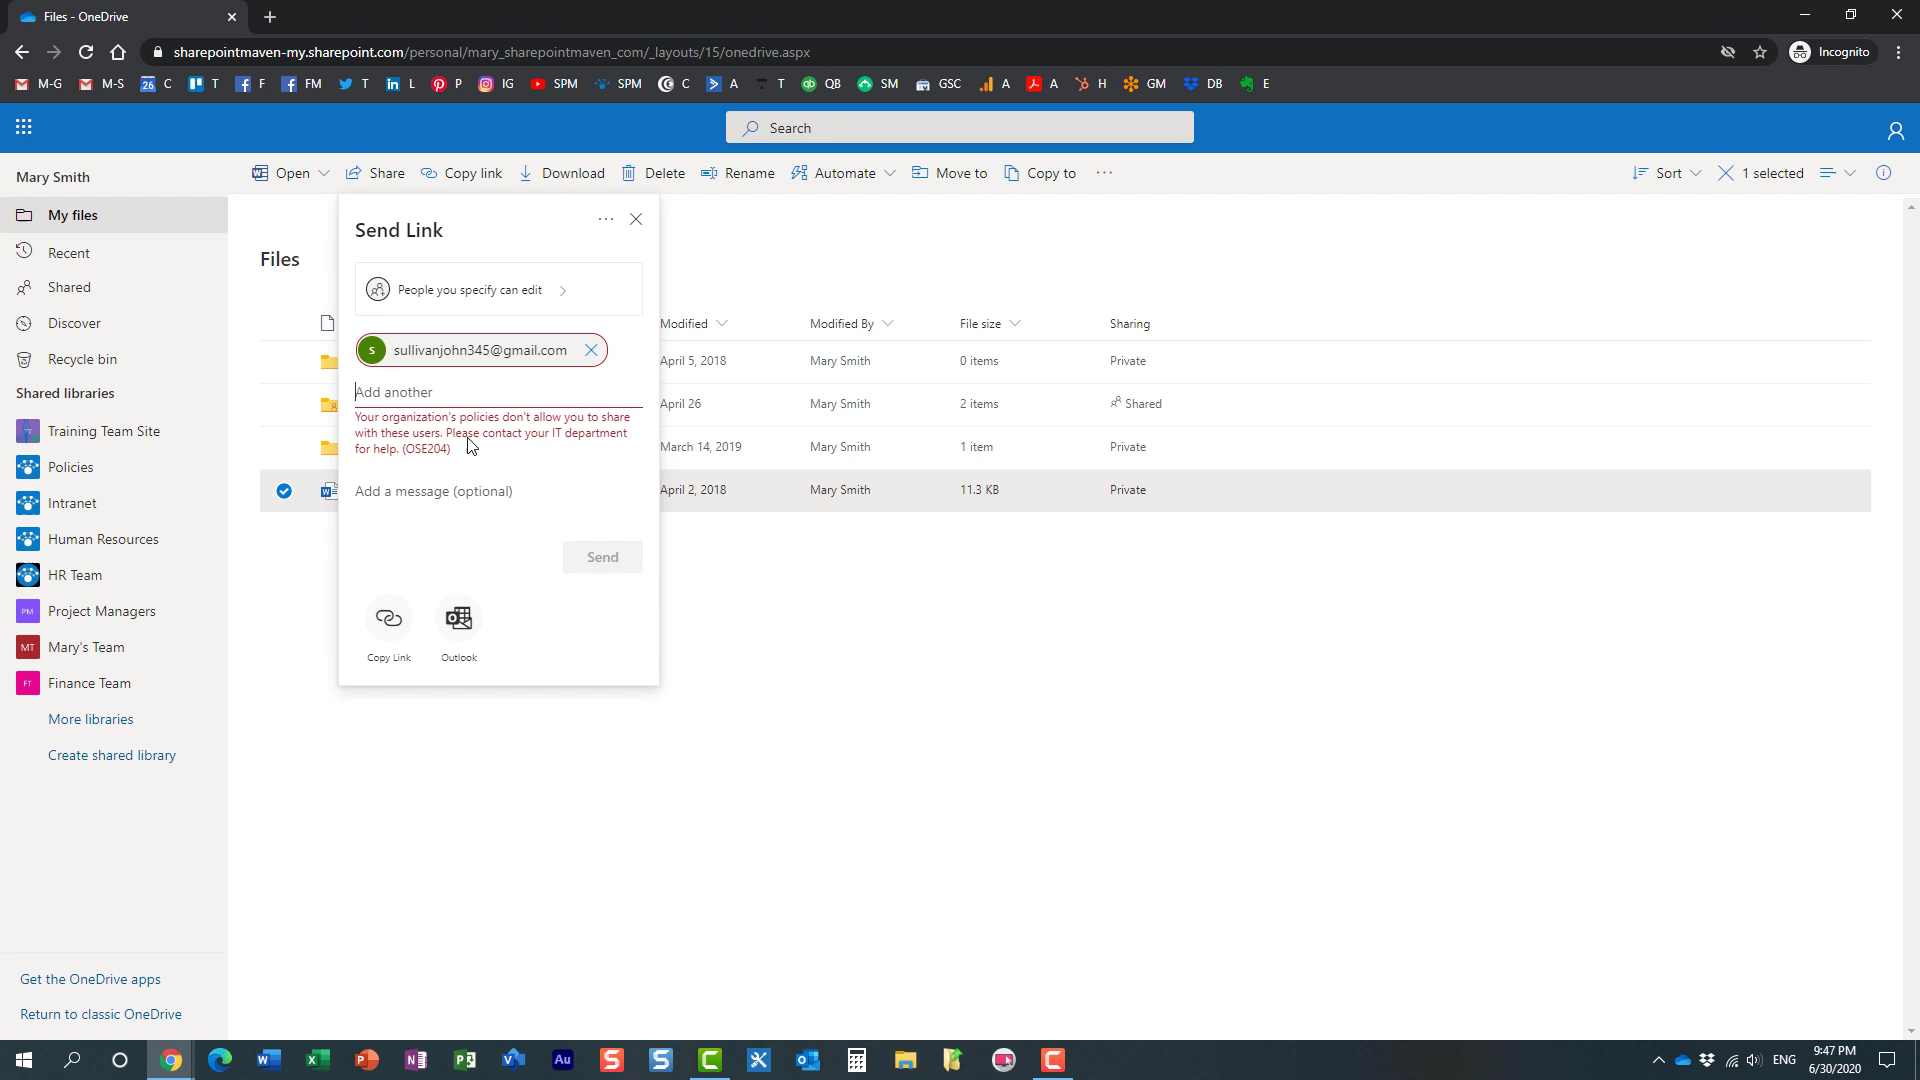 Files - OneDrive
sharepointmaven-my.sharepoint.com/personal/mary_sharepointmaven_com/_layouts/15/onedrive.aspx
Incognito
M-G M-S 26 C T F FM T L P IG SPM SPM C A T QB SM GSC A A H GM DB E
Search
Mary Smith
Open Share Copy link Download Delete Rename Automate Move to Copy to ···
Sort 1 selected
My files
Recent
Shared
Discover
Recycle bin
Shared libraries
Training Team Site
Policies
Intranet
Human Resources
HR Team
PM Project Managers
MT Mary's Team
FT Finance Team
More libraries
Create shared library
Get the OneDrive apps
Return to classic OneDrive
Files
Modified Modified By File size Sharing
April 5, 2018 Mary Smith 0 items Private
April 26 Mary Smith 2 items Shared
March 14, 2019 Mary Smith 1 item Private
April 2, 2018 Mary Smith 11.3 KB Private
Send Link
People you specify can edit
S sullivanjohn345@gmail.com
Add another
Your organization's policies don't allow you to share
with these users. Please contact your IT department
for help. (OSE204)
Add a message (optional)
Send
Copy Link Outlook
ENG
9:47 PM
6/30/2020